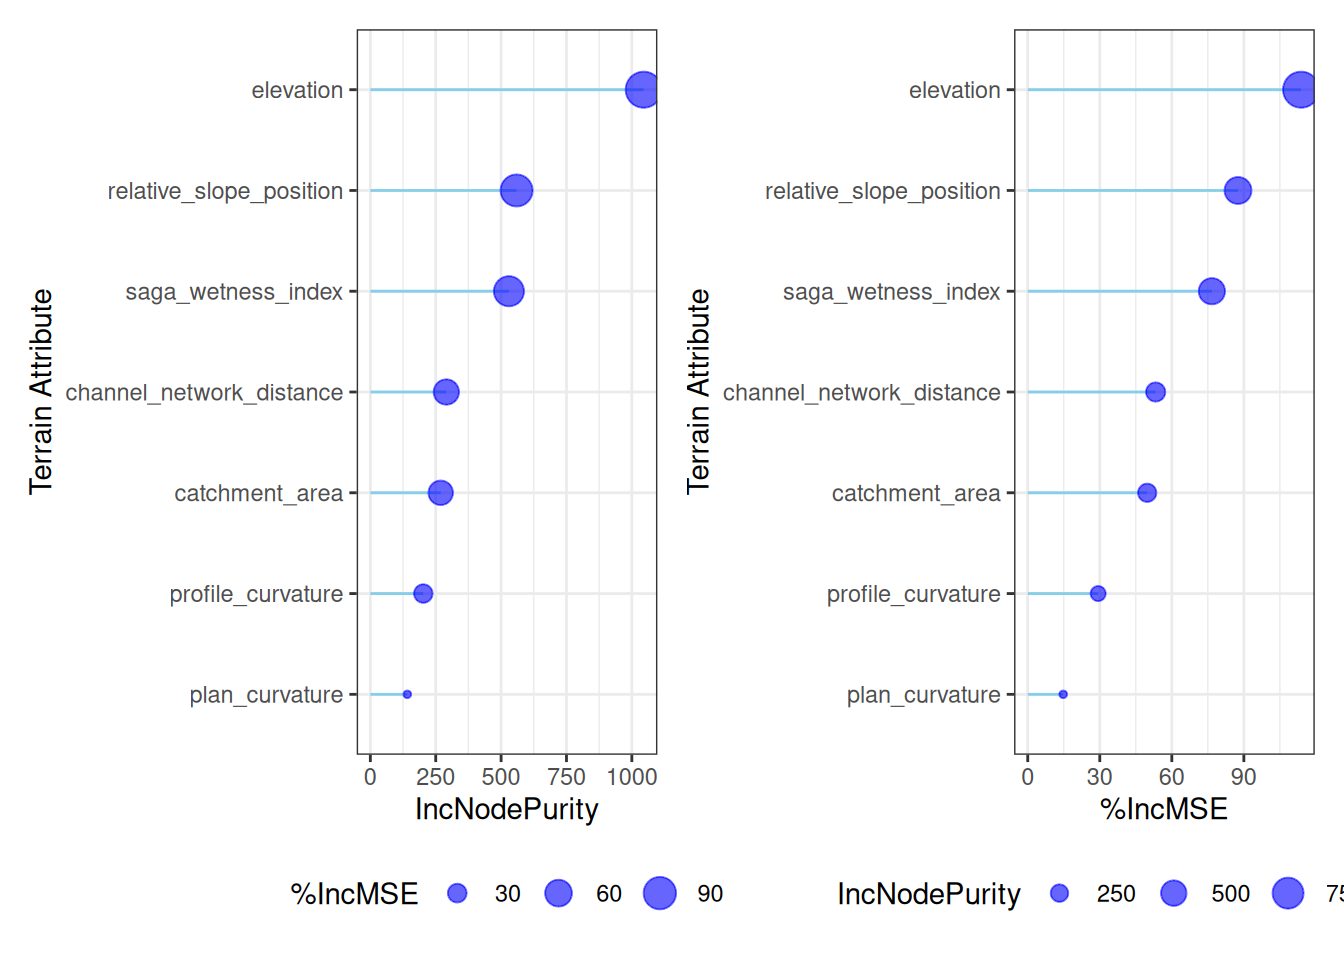 Terrain Attribute
elevation
relative_slope_position
saga_wetness_index
channel_network_distance
catchment_area
profile_curvature
plan_curvature
0 250 500 750 1000
IncNodePurity
%IncMSE 30 60 90
Terrain Attribute
elevation
relative_slope_position
saga_wetness_index
channel_network_distance
catchment_area
profile_curvature
plan_curvature
0 30 60 90
%IncMSE
IncNodePurity 250 500